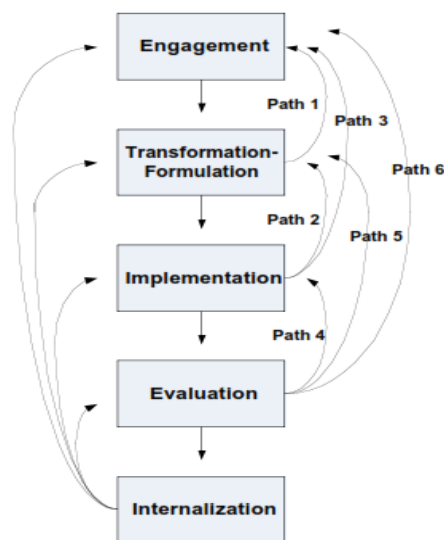 Engagement
Path 1
Path 3
Transformation-
Formulation
Path 6
Path 2
Path 5
Implementation
Path 4
Evaluation
Internalization